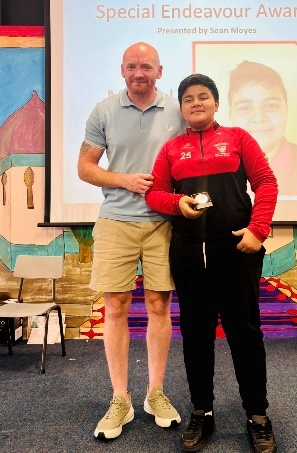 Special Endeavour Awa
Presented by Sean Moyes
25